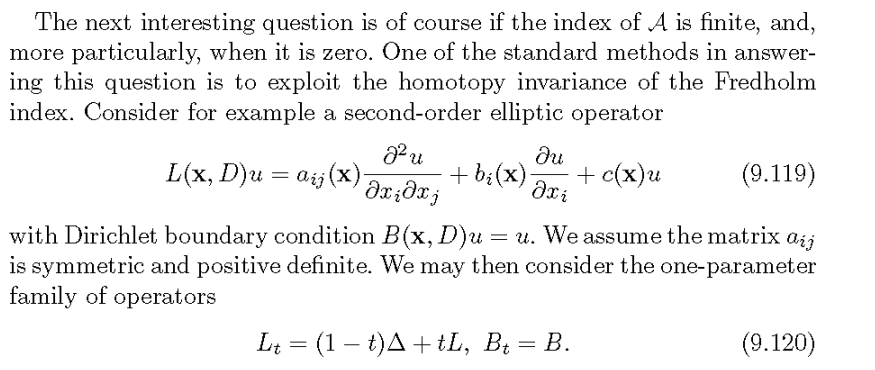 The next interesting question is of course if the index of 𝒜 is finite, and,
more particularly, when it is zero. One of the standard methods in answer-
ing this question is to exploit the homotopy invariance of the Fredholm
index. Consider for example a second-order elliptic operator
L(x, D)u = a_{ij}(x) \frac{∂²u}{∂x_i∂x_j} + b_i(x) \frac{∂u}{∂x_i} + c(x)u (9.119)
with Dirichlet boundary condition B(x, D)u = u. We assume the matrix a_{ij}
is symmetric and positive definite. We may then consider the one-parameter
family of operators
L_t = (1 − t)Δ + tL, B_t = B. (9.120)